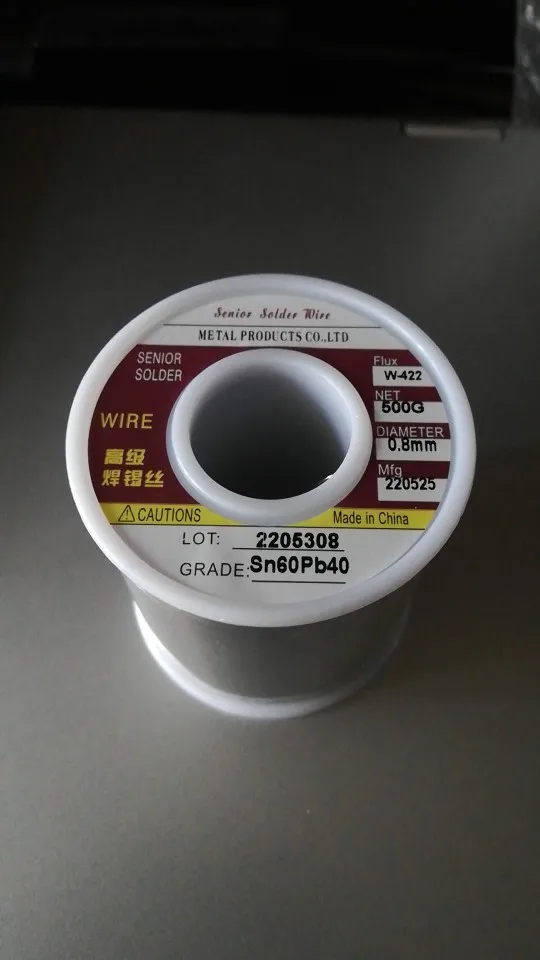 Senior Solder Wire
METAL PRODUCTS CO.,LTD
SENIOR
SOLDER
WIRE
高级
焊锡丝
Flux
W-422
NET
500G
DIAMETER
0.8mm
Mfg
220525
CAUTIONS
Made in China
LOT: 2205308
GRADE: Sn60Pb40